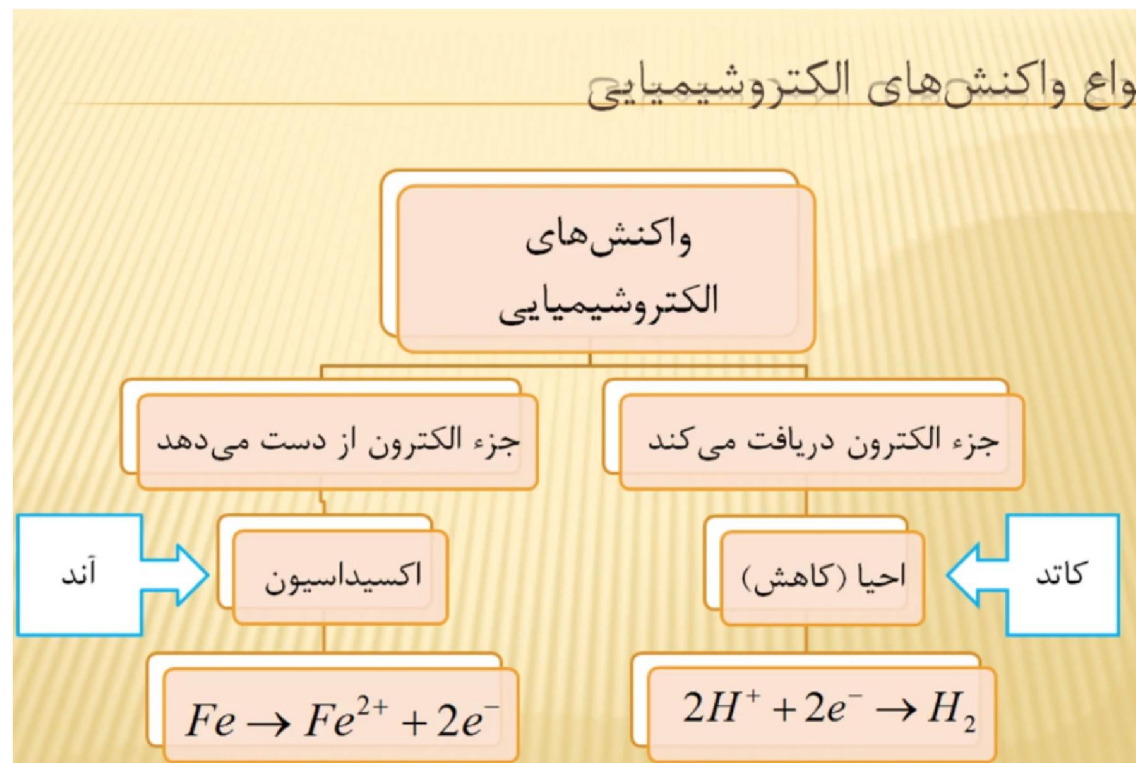 واع واکنش‌های الکتروشیمیایی
واکنش‌های
الکتروشیمیایی
جزء الکترون دریافت می‌کند
جزء الکترون از دست می‌دهد
کاتد
احیا (کاهش)
اکسیداسیون
آند
2H⁺ + 2e⁻ → H₂
Fe → Fe²⁺ + 2e⁻